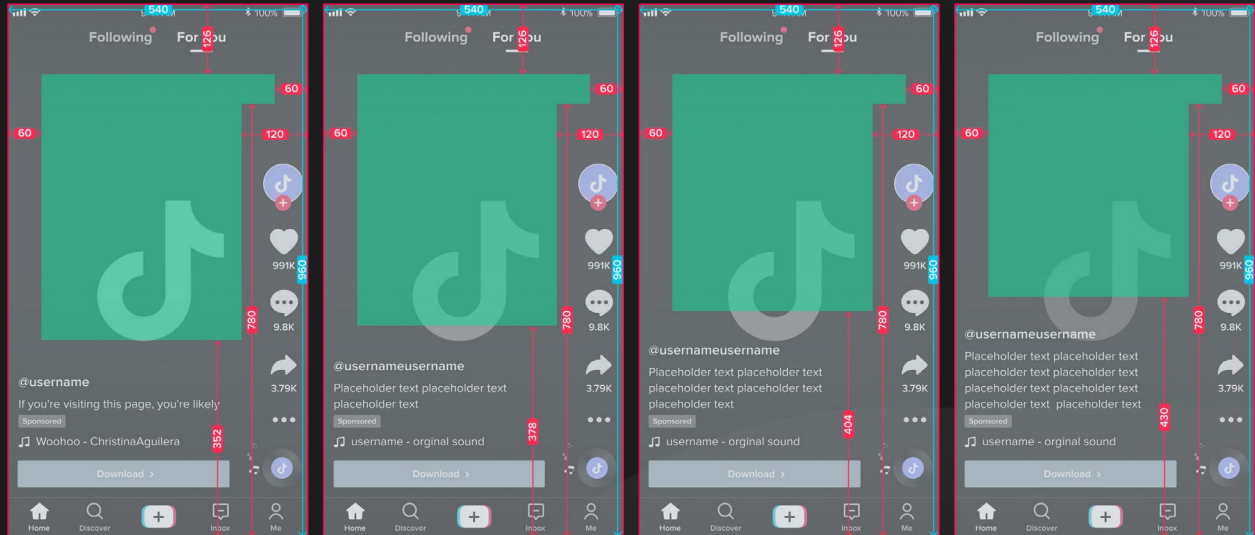 540
100%
Following
For You
126
60
60
120
780
991K
960
9.8K
@username
3.79K
If you're visiting this page, you're likely
Sponsored
352
Woohoo - ChristinaAguilera
Download >
Home
Discover
Inbox
Me
540
100%
Following
For You
126
60
60
120
780
991K
960
9.8K
@usernameusername
Placeholder text placeholder text
placeholder text
3.79K
Sponsored
378
username - orginal sound
Download >
Home
Discover
Inbox
Me
540
100%
Following
For You
126
60
60
120
780
991K
960
9.8K
@usernameusername
Placeholder text placeholder text
placeholder text placeholder text
placeholder text
3.79K
Sponsored
404
username - orginal sound
Download >
Home
Discover
Inbox
Me
540
100%
Following
For You
126
60
60
120
780
991K
960
9.8K
@usernameusername
Placeholder text placeholder text
placeholder text placeholder text
placeholder text placeholder text
placeholder text placeholder text
3.79K
Sponsored
430
username - orginal sound
Download >
Home
Discover
Inbox
Me